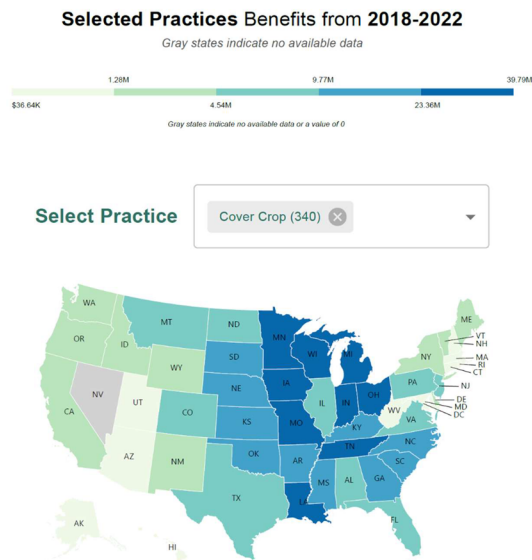 Selected Practices Benefits from 2018-2022
Gray states indicate no available data
1.28M 9.77M 39.79M
$36.64K 4.54M 23.36M
Gray states indicate no available data or a value of 0
Select Practice Cover Crop (340)
WA
MT
ND
MN
ME
OR
ID
WI
MI
VT
NH
NY
SD
WY
MA
RI
CT
IA
PA
NE
NJ
NV
UT
IL
IN
OH
DE
MD
DC
CO
WV
CA
KS
MO
KY
VA
AZ
NM
OK
AR
TN
NC
SC
MS
AL
GA
TX
LA
FL
AK
HI